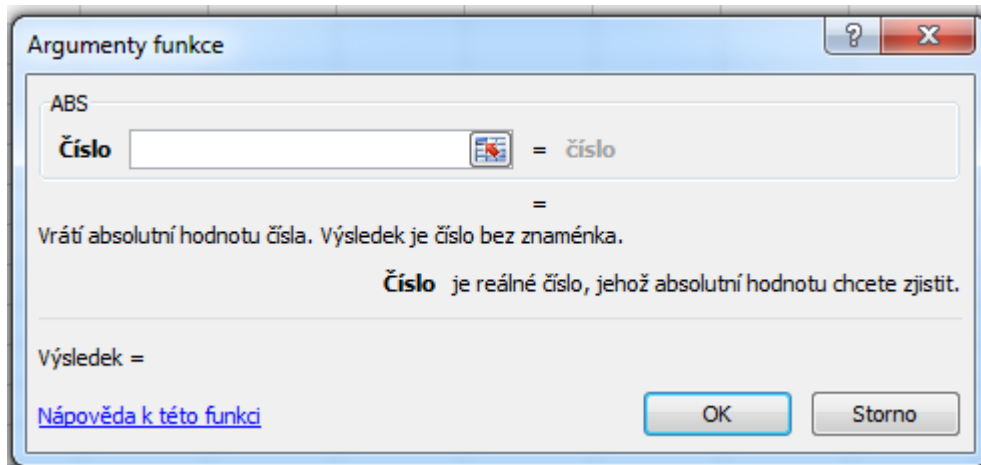 Argumenty funkce
ABS
Číslo = číslo
=
Vrátí absolutní hodnotu čísla. Výsledek je číslo bez znaménka.
Číslo je reálné číslo, jehož absolutní hodnotu chcete zjistit.
Výsledek =
Nápověda k této funkci OK Storno